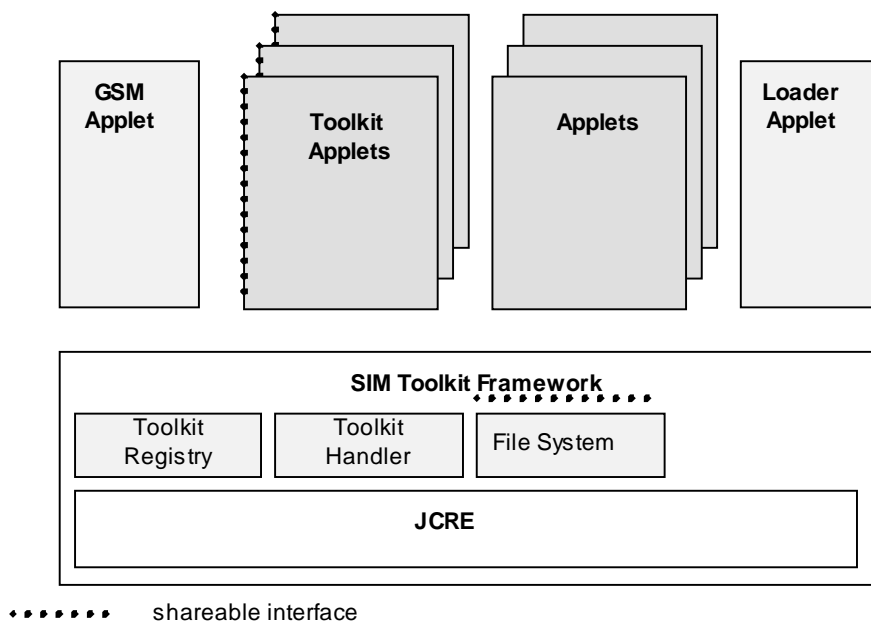 GSM
Applet
Toolkit
Applets
Applets
Loader
Applet
SIM Toolkit Framework
Toolkit
Registry
Toolkit
Handler
File System
JCRE
shareable interface